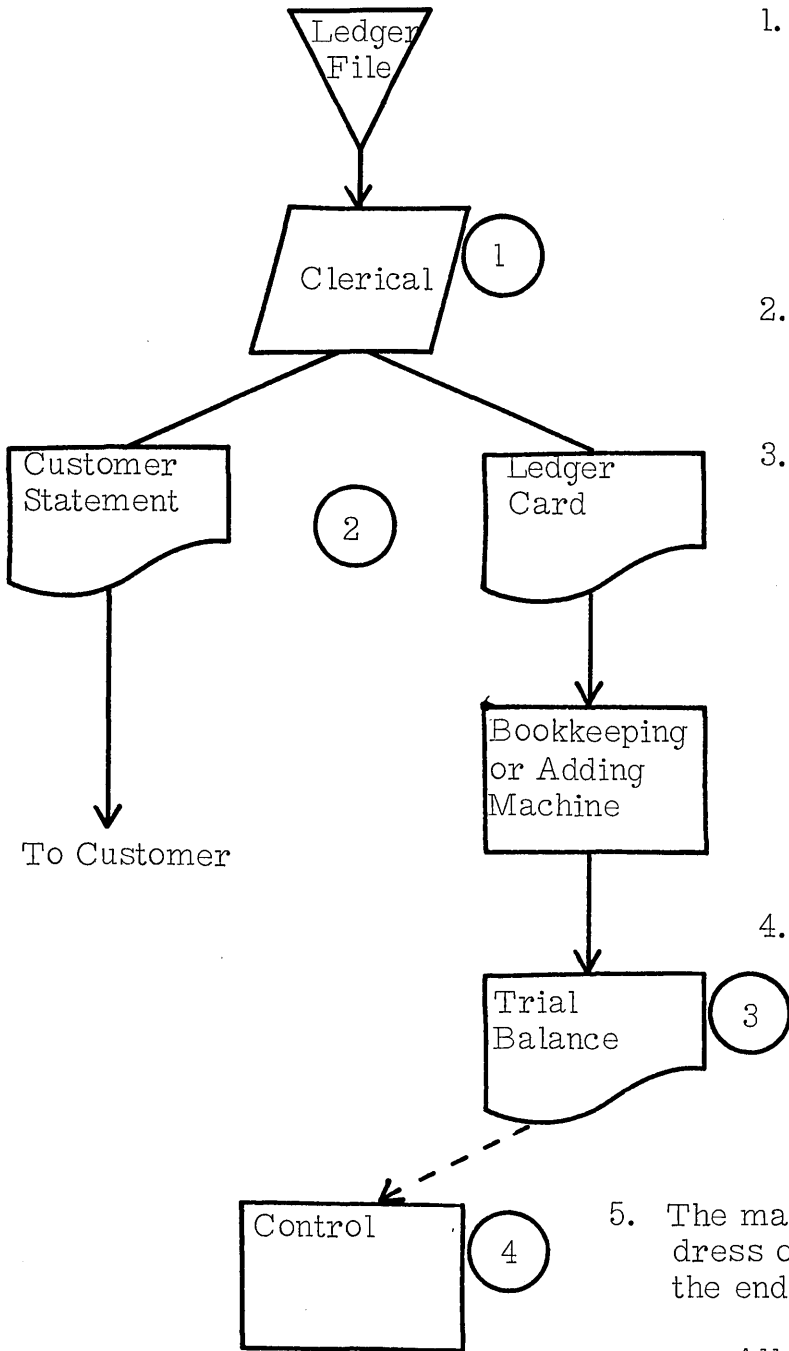 1.
Ledger
File
Clerical
1
2.
Customer
Statement
2
Ledger
Card
3.
Bookkeeping
or Adding
Machine
To Customer
4.
Trial
Balance
3
Control
4
5. The ma
dress o
the end